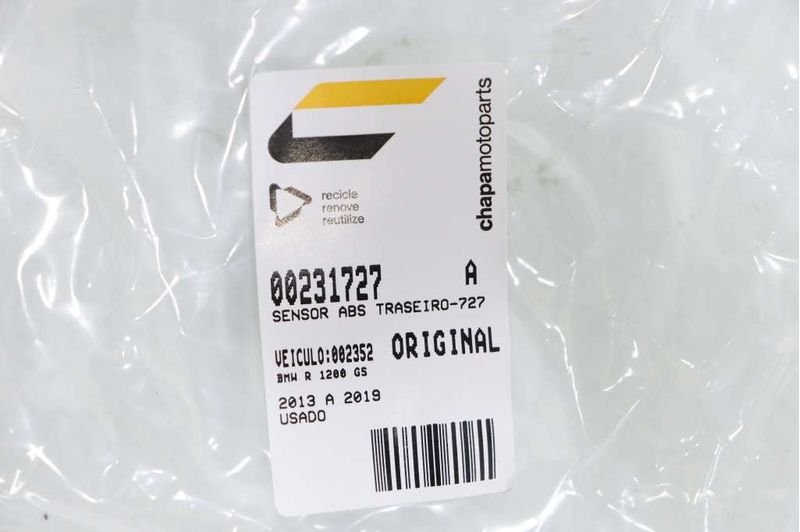 chapamotoparts
recicle
renove
reutilize
00231727 A
SENSOR ABS TRASEIRO-727
VEICULO:002352 ORIGINAL
BMW R 1200 GS
2013 A 2019
USADO